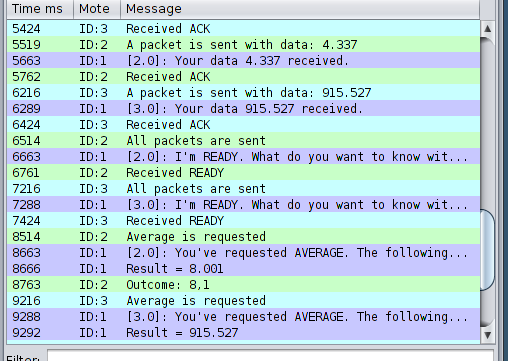 Time ms Mote Message
5424 ID:3 Received ACK
5519 ID:2 A packet is sent with data: 4.337
5663 ID:1 [2.0]: Your data 4.337 received.
5762 ID:2 Received ACK
6216 ID:3 A packet is sent with data: 915.527
6289 ID:1 [3.0]: Your data 915.527 received.
6424 ID:3 Received ACK
6514 ID:2 All packets are sent
6663 ID:1 [2.0]: I'm READY. What do you want to know wit...
6761 ID:2 Received READY
7216 ID:3 All packets are sent
7288 ID:1 [3.0]: I'm READY. What do you want to know wit...
7424 ID:3 Received READY
8514 ID:2 Average is requested
8663 ID:1 [2.0]: You've requested AVERAGE. The following...
8666 ID:1 Result = 8.001
8763 ID:2 Outcome: 8,1
9216 ID:3 Average is requested
9288 ID:1 [3.0]: You've requested AVERAGE. The following...
9292 ID:1 Result = 915.527
Filter: